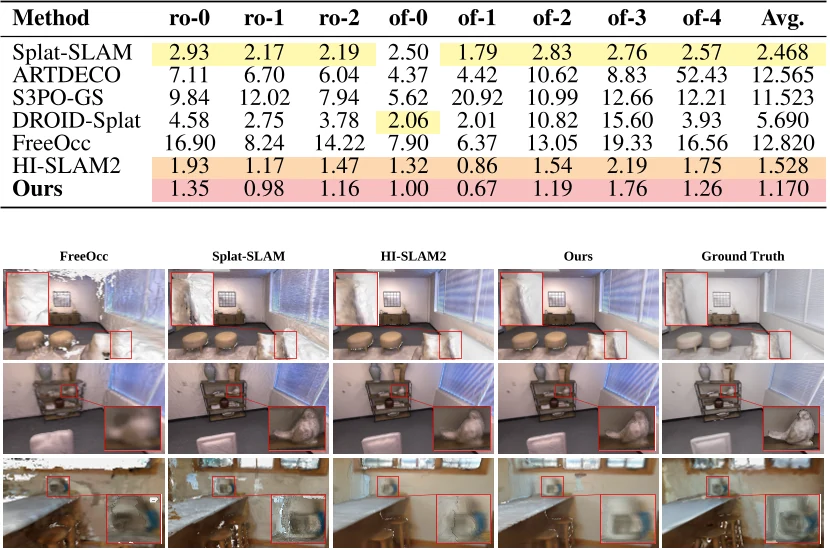 Method ro-0 ro-1 ro-2 of-0 of-1 of-2 of-3 of-4 Avg.
Splat-SLAM 2.93 2.17 2.19 2.50 1.79 2.83 2.76 2.57 2.468
ARTDECO 7.11 6.70 6.04 4.37 4.42 10.62 8.83 52.43 12.565
S3PO-GS 9.84 12.02 7.94 5.62 20.92 10.99 12.66 12.21 11.523
DROID-Splat 4.58 2.75 3.78 2.06 2.01 10.82 15.60 3.93 5.690
FreeOcc 16.90 8.24 14.22 7.90 6.37 13.05 19.33 16.56 12.820
HI-SLAM2 1.93 1.17 1.47 1.32 0.86 1.54 2.19 1.75 1.528
Ours 1.35 0.98 1.16 1.00 0.67 1.19 1.76 1.26 1.170
FreeOcc Splat-SLAM HI-SLAM2 Ours Ground Truth